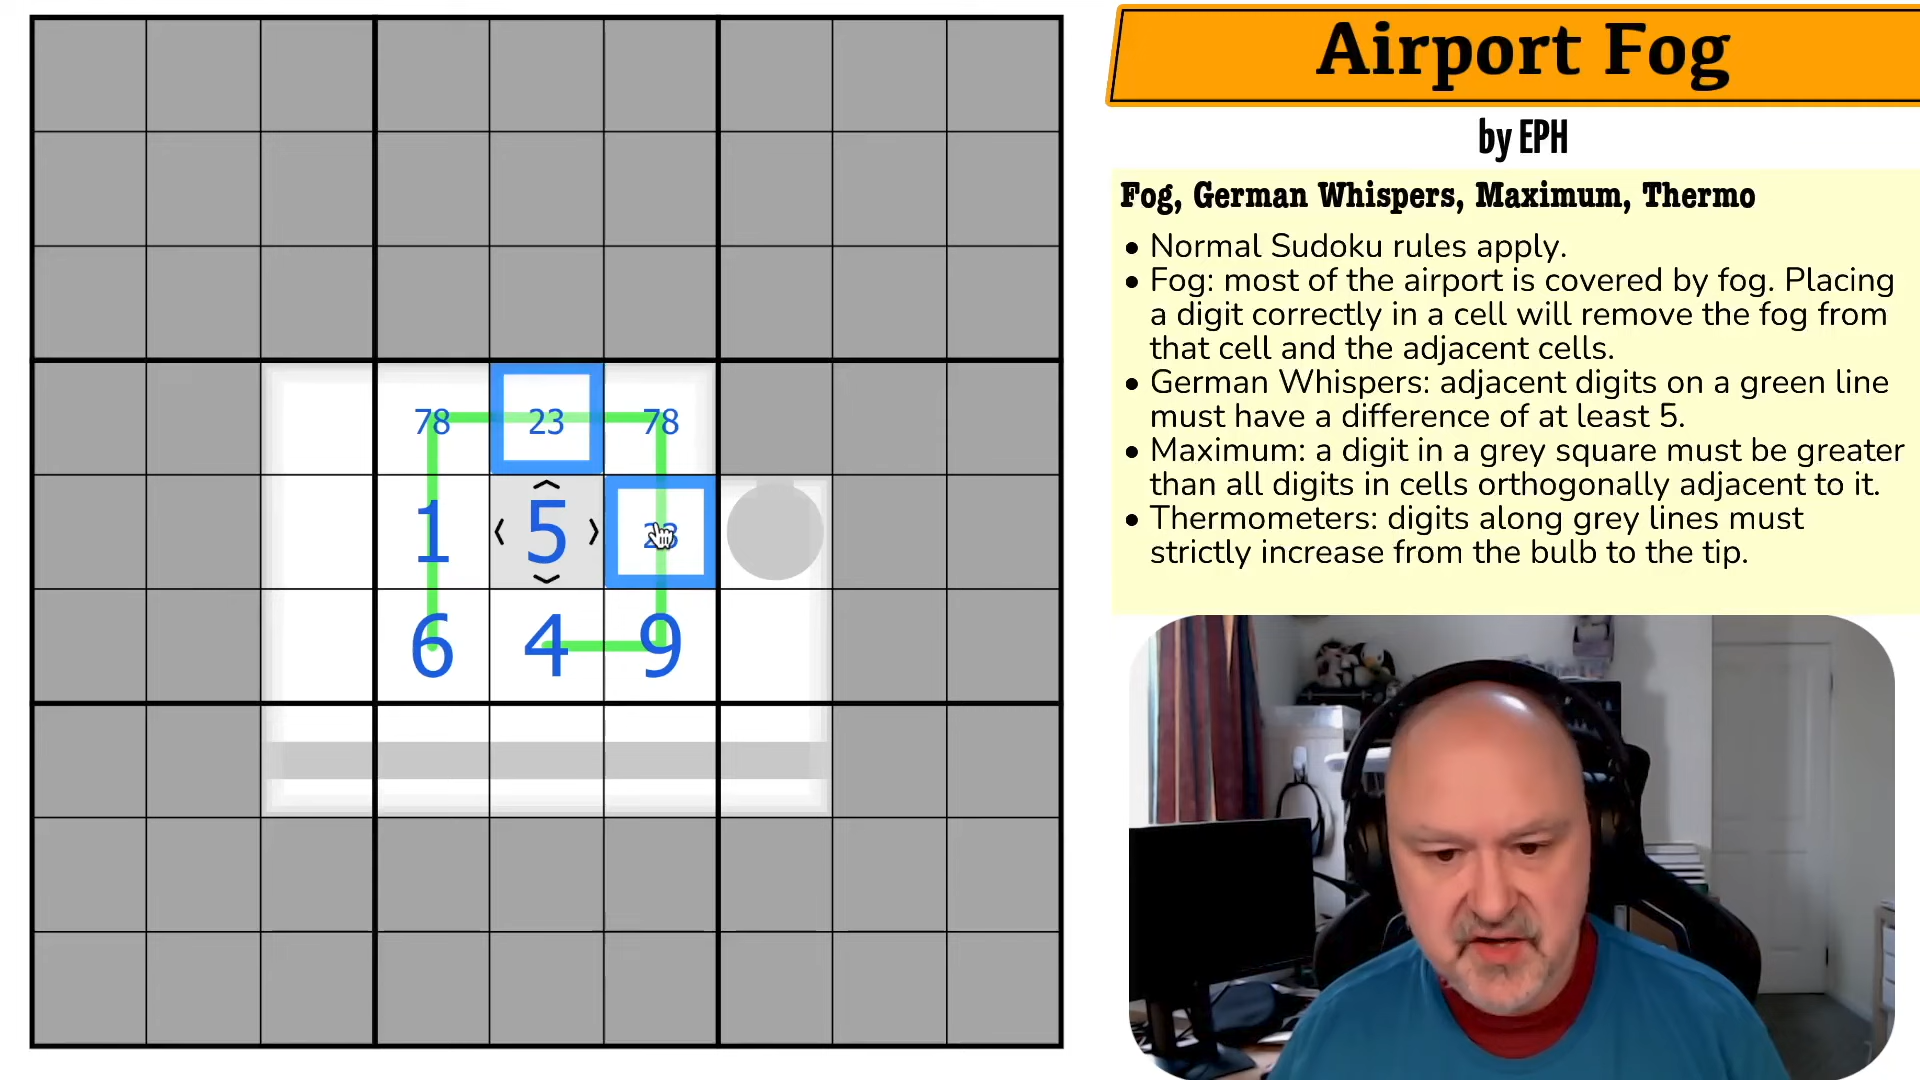 Airport Fog
by EPH
Fog, German Whispers, Maximum, Thermo
• Normal Sudoku rules apply.
• Fog: most of the airport is covered by fog. Placing
a digit correctly in a cell will remove the fog from
that cell and the adjacent cells.
• German Whispers: adjacent digits on a green line
must have a difference of at least 5.
• Maximum: a digit in a grey square must be greater
than all digits in cells orthogonally adjacent to it.
• Thermometers: digits along grey lines must
strictly increase from the bulb to the tip.
78 23 78
1 5 23
6 4 9